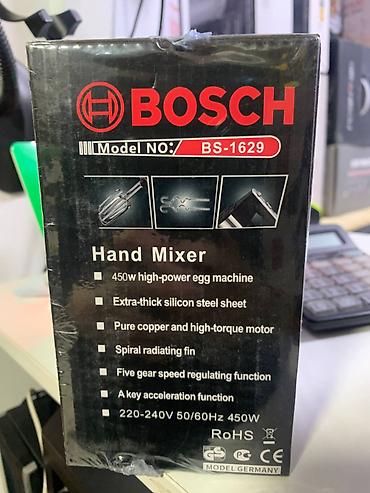 BOSCH
Model NO: BS-1629
Hand Mixer
450w high-power egg machine
Extra-thick silicon steel sheet
Pure copper and high-torque motor
Spiral radiating fin
Five gear speed regulating function
A key acceleration function
220-240V 50/60Hz 450W
RoHS
GS PG CE
MODEL GERMANY